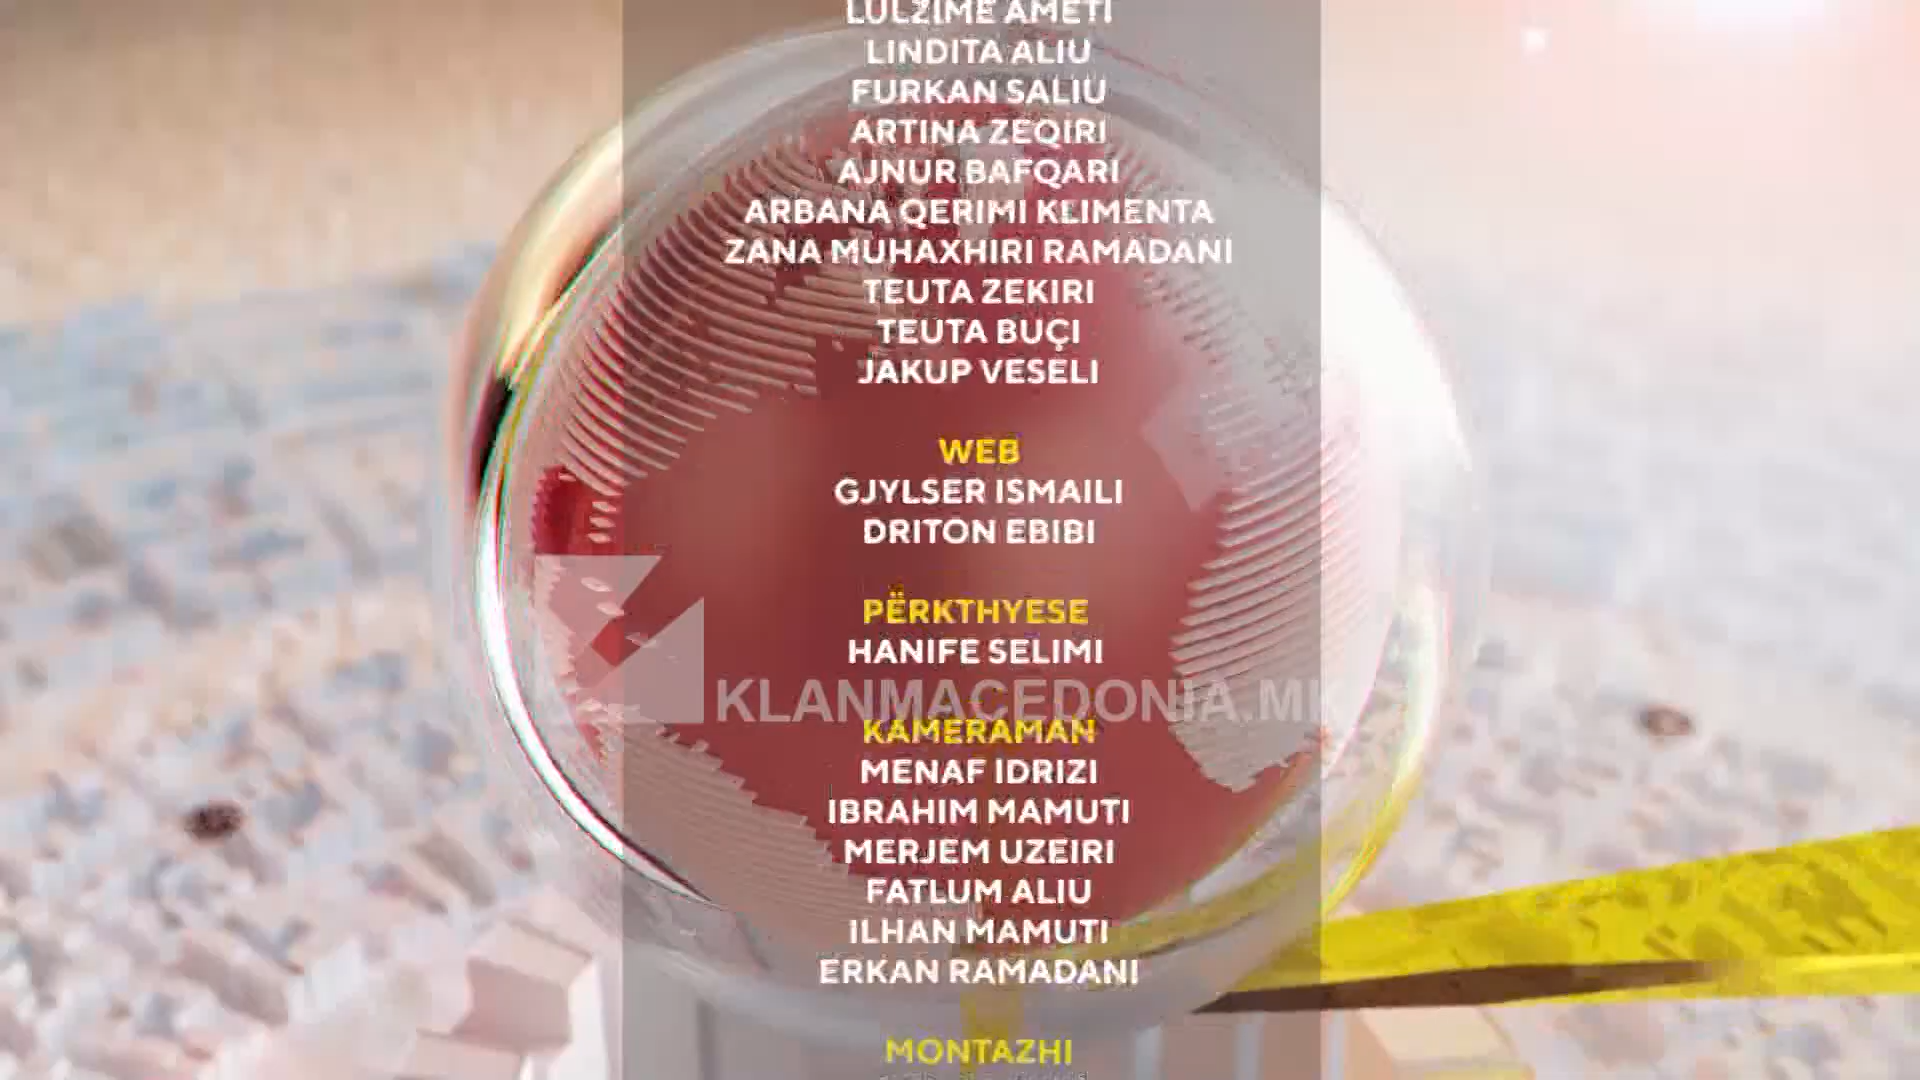 LULZIME AMETI
LINDITA ALIU
FURKAN SALIU
ARTINA ZEQIRI
AJNUR BAFQARI
ARBANA QERIMI KLIMENTA
ZANA MUHAXHIRI RAMADANI
TEUTA ZEKIRI
TEUTA BUÇI
JAKUP VESELI
WEB
GJYLSER ISMAILI
DRITON EBIBI
PËRKTHYESE
HANIFE SELIMI
KLANMACEDONIA.MK
KAMERAMAN
MENAF IDRIZI
IBRAHIM MAMUTI
MERJEM UZEIRI
FATLUM ALIU
ILHAN MAMUTI
ERKAN RAMADANI
MONTAZHI